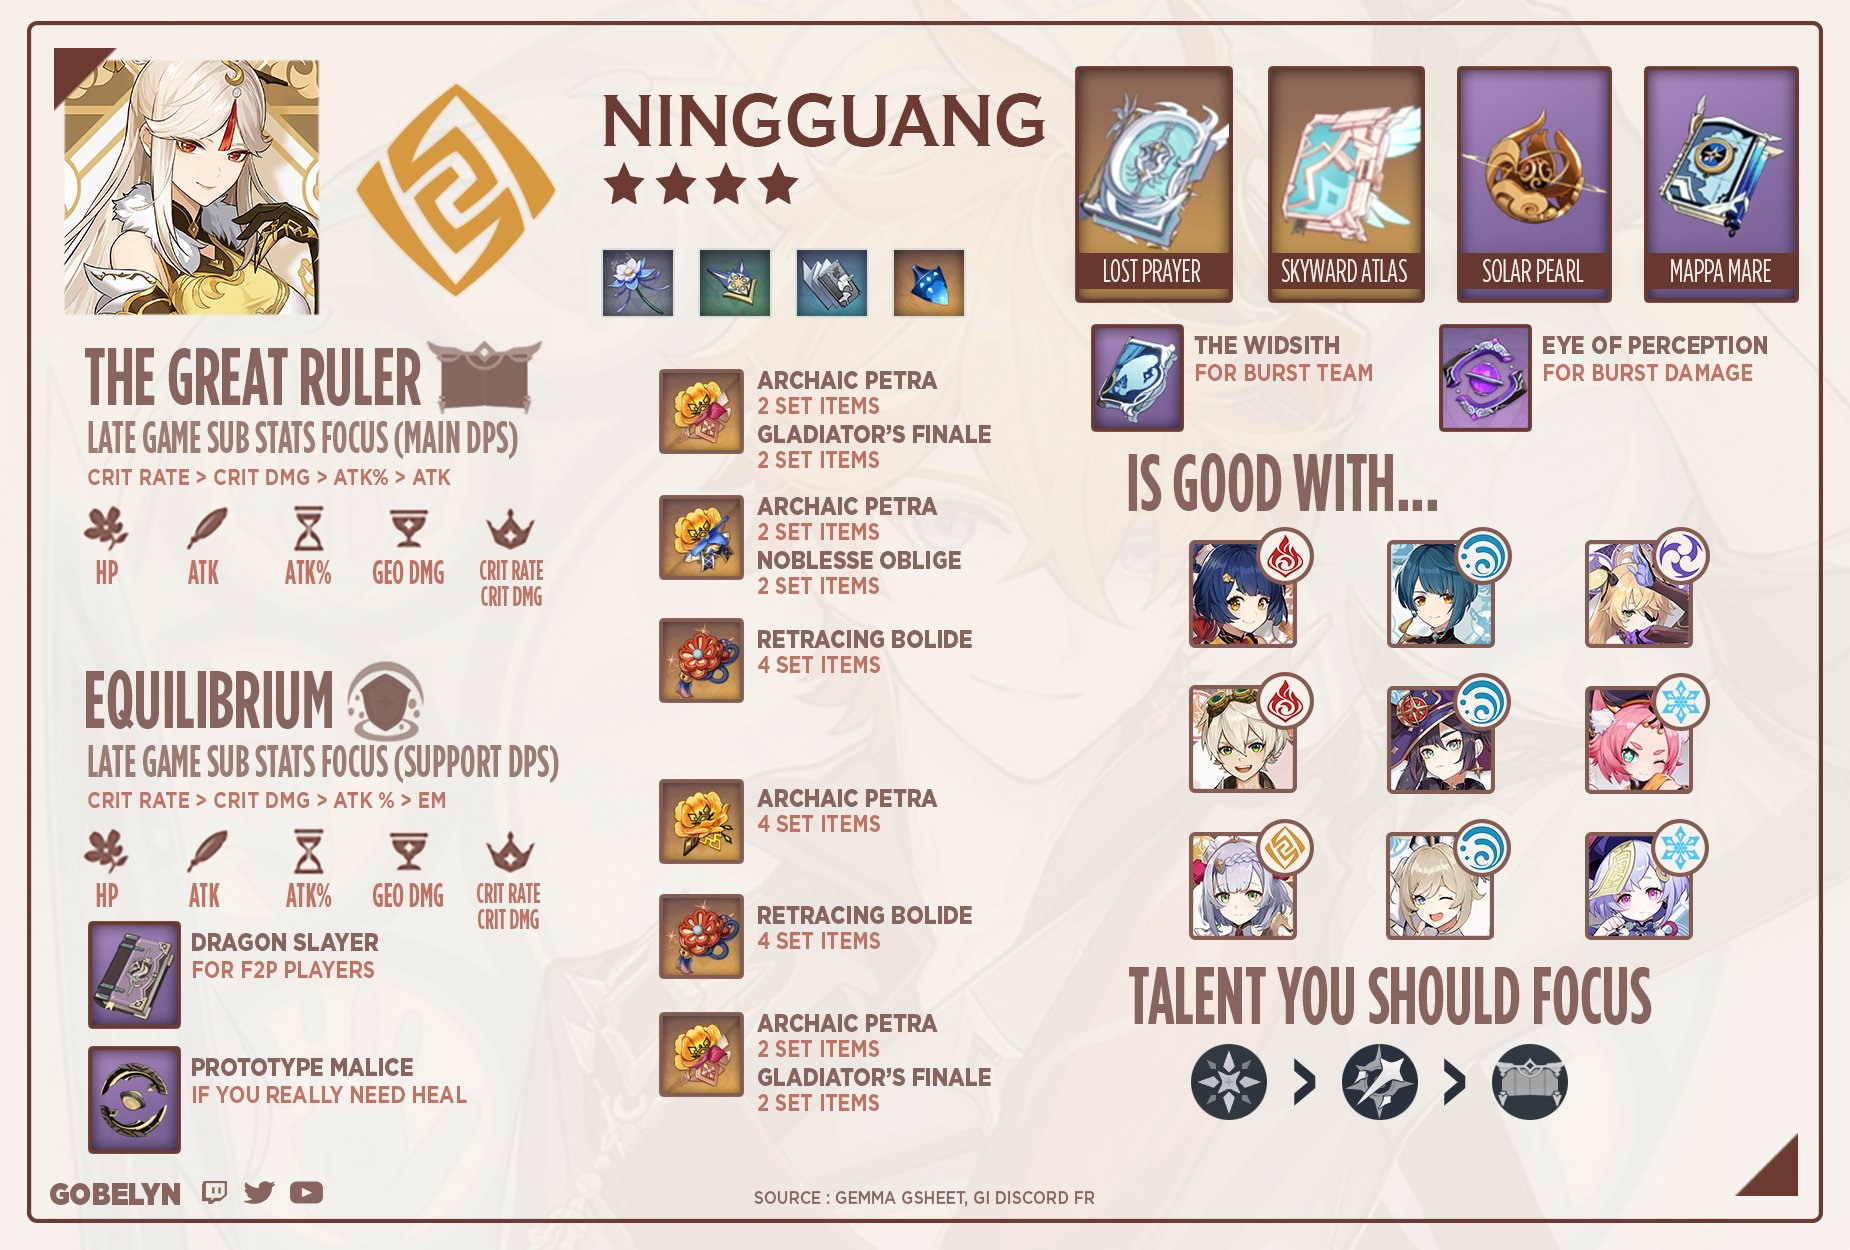 NINGGUANG
LOST PRAYER
SKYWARD ATLAS
SOLAR PEARL
MAPPA MARE
THE WIDSITH
FOR BURST TEAM
EYE OF PERCEPTION
FOR BURST DAMAGE
THE GREAT RULER
LATE GAME SUB STATS FOCUS (MAIN DPS)
CRIT RATE > CRIT DMG > ATK% > ATK
HP
ATK
ATK%
GEO DMG
CRIT RATE
CRIT DMG
ARCHAIC PETRA
2 SET ITEMS
GLADIATOR'S FINALE
2 SET ITEMS
ARCHAIC PETRA
2 SET ITEMS
NOBLESSE OBLIGE
2 SET ITEMS
RETRACING BOLIDE
4 SET ITEMS
EQUILIBRIUM
LATE GAME SUB STATS FOCUS (SUPPORT DPS)
CRIT RATE > CRIT DMG > ATK % > EM
HP
ATK
ATK%
GEO DMG
CRIT RATE
CRIT DMG
DRAGON SLAYER
FOR F2P PLAYERS
PROTOTYPE MALICE
IF YOU REALLY NEED HEAL
ARCHAIC PETRA
4 SET ITEMS
RETRACING BOLIDE
4 SET ITEMS
ARCHAIC PETRA
2 SET ITEMS
GLADIATOR'S FINALE
2 SET ITEMS
IS GOOD WITH...
TALENT YOU SHOULD FOCUS
> >
GOBELYN
SOURCE : GEMMA GSHEET, GI DISCORD FR